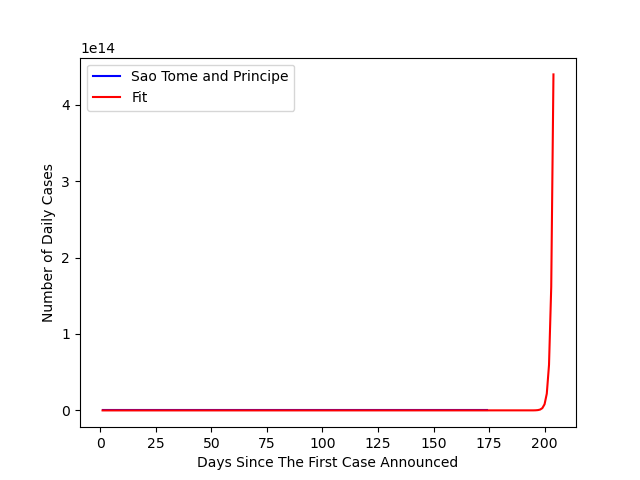 1e14
Sao Tome and Principe
Fit
4
3
2
1
0
Number of Daily Cases
0 25 50 75 100 125 150 175 200
Days Since The First Case Announced